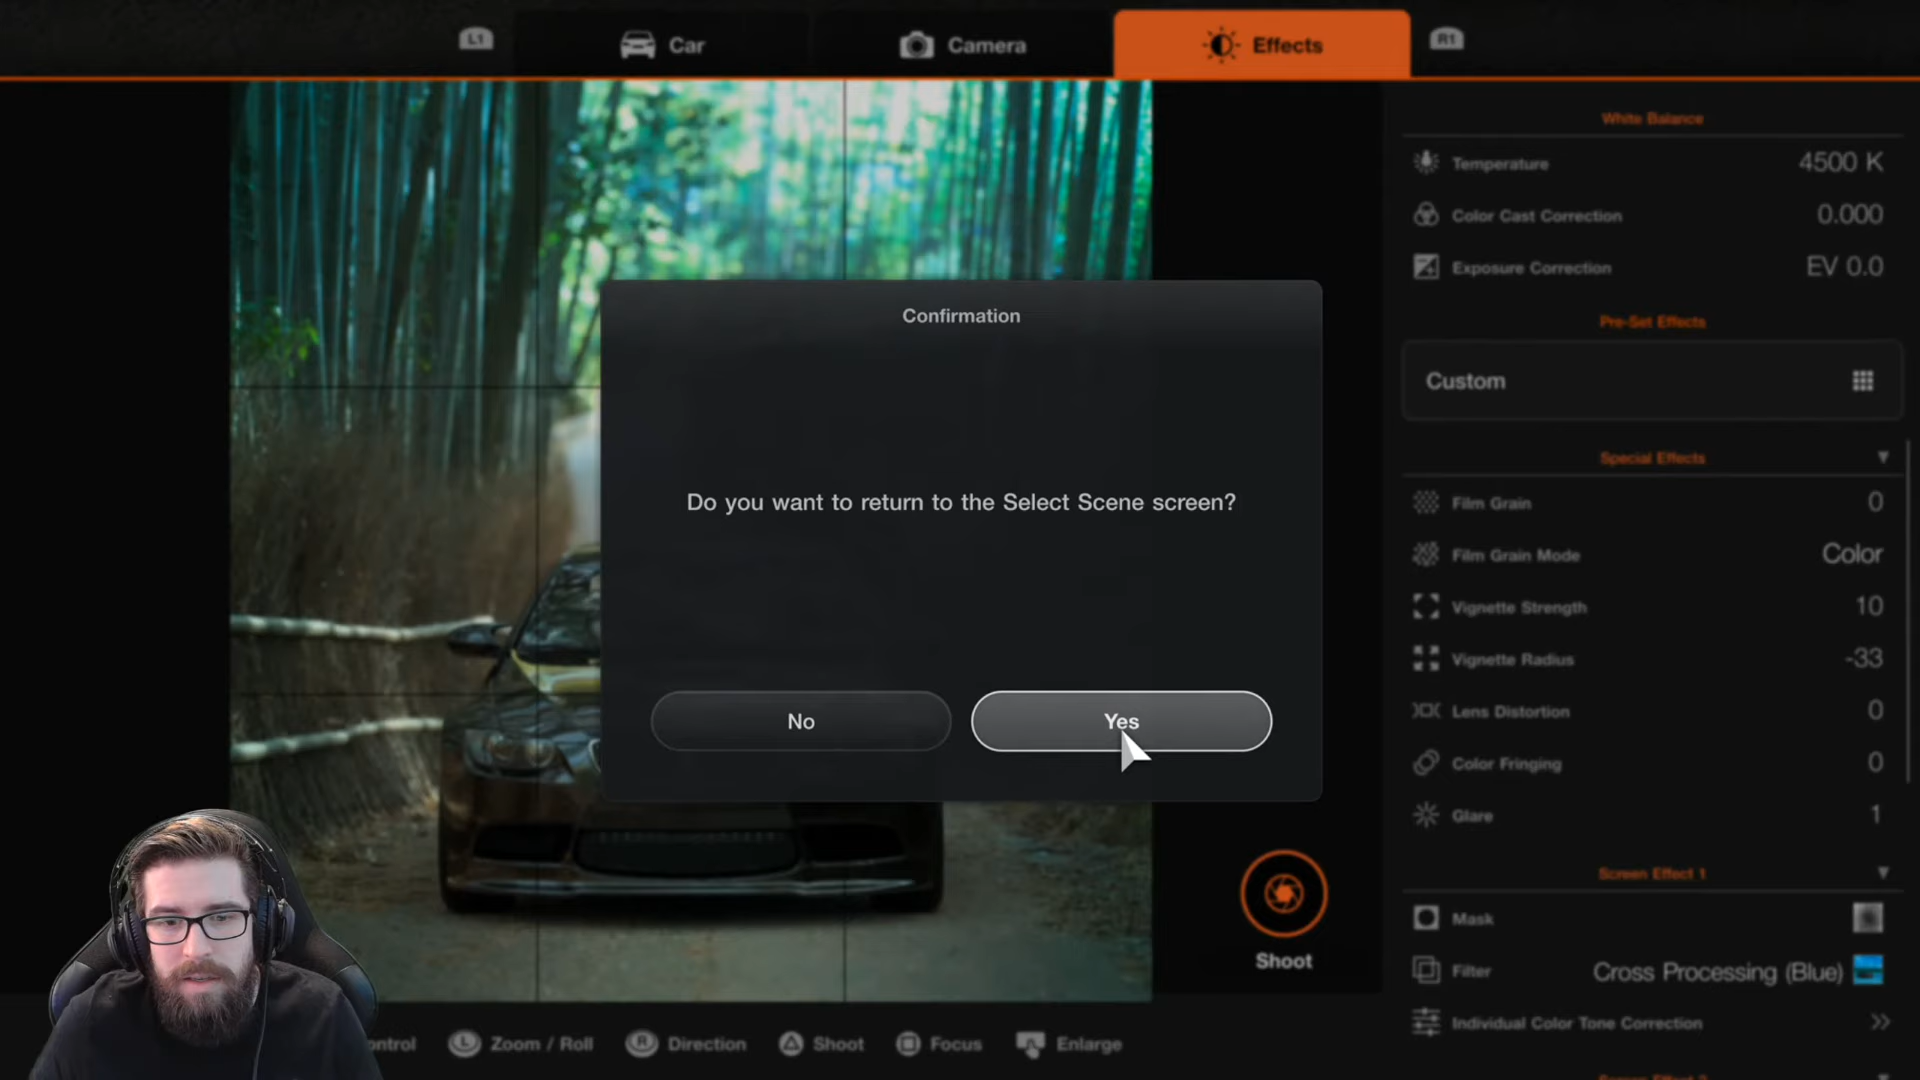 L1
Car
Camera
Effects
R1
White Balance
Temperature 4500 K
Color Cast Correction 0.000
Exposure Correction EV 0.0
Pre-Set Effects
Custom
Special Effects
Film Grain 0
Film Grain Mode Color
Vignette Strength 10
Vignette Radius -33
Lens Distortion 0
Color Fringing 0
Glare 1
Screen Effect 1
Mask
Filter Cross Processing (Blue)
Individual Color Tone Correction
Confirmation
Do you want to return to the Select Scene screen?
No
Yes
Shoot
ontrol
L Zoom / Roll
R Direction
Shoot
Focus
Enlarge